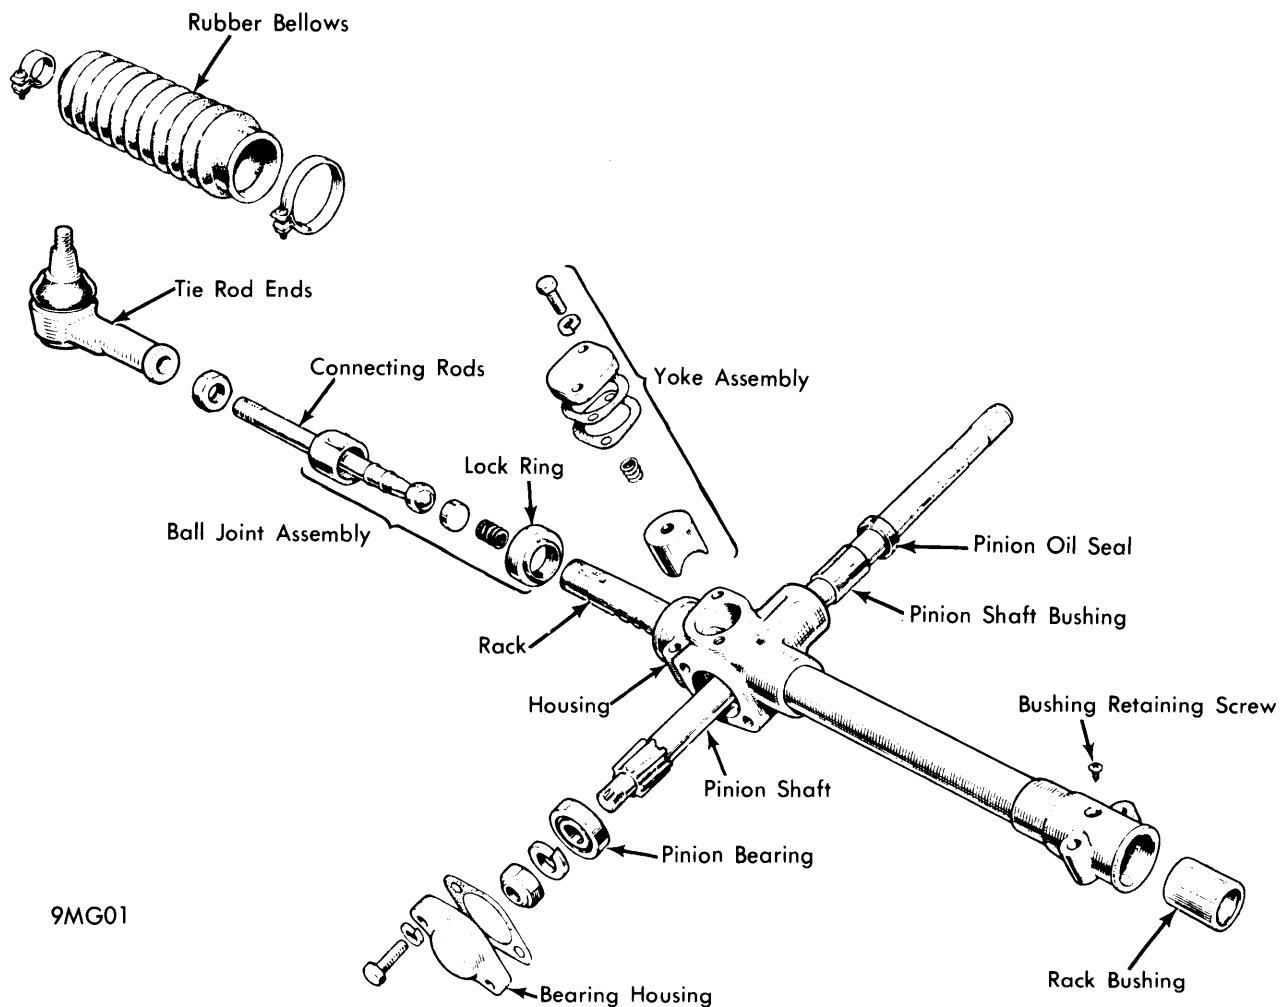 Rubber Bellows
Tie Rod Ends
Connecting Rods
Yoke Assembly
Lock Ring
Ball Joint Assembly
Pinion Oil Seal
Pinion Shaft Bushing
Rack
Housing
Bushing Retaining Screw
Pinion Shaft
Pinion Bearing
9MG01
Rack Bushing
Bearing Housing